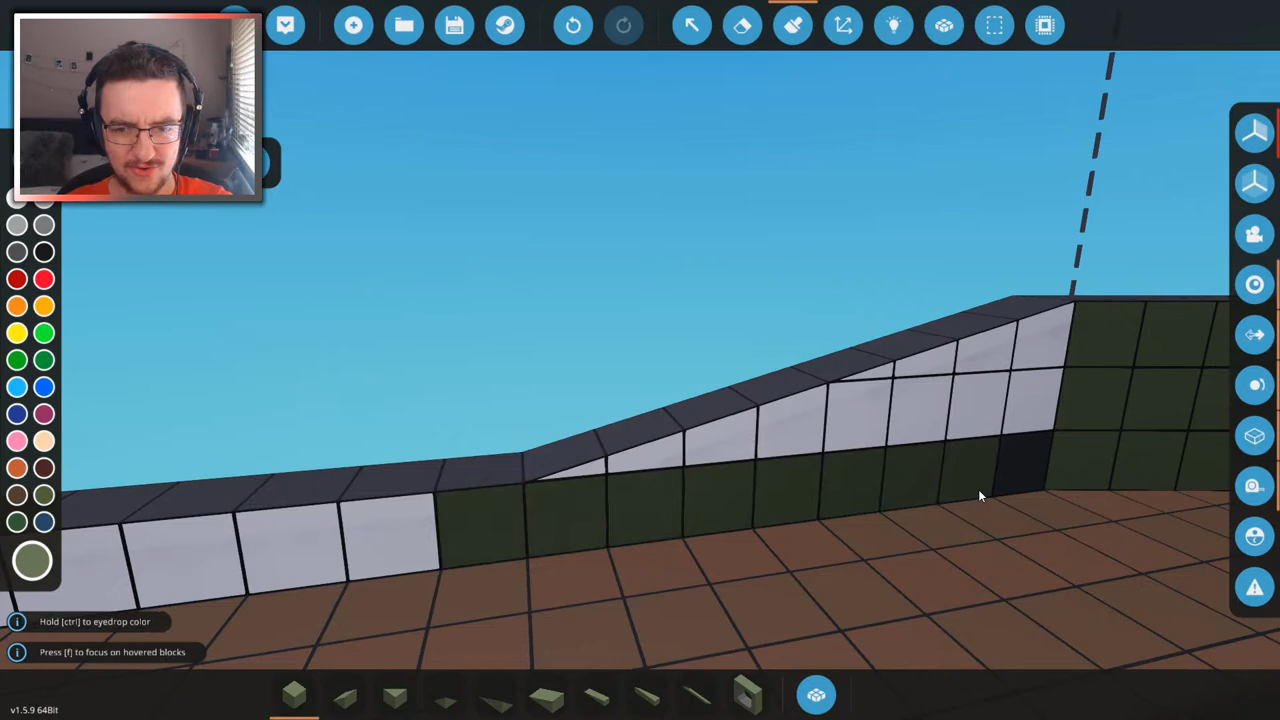 Hold [ctrl] to eyedrop color
Press [f] to focus on hovered blocks
v1.5.9 64Bit